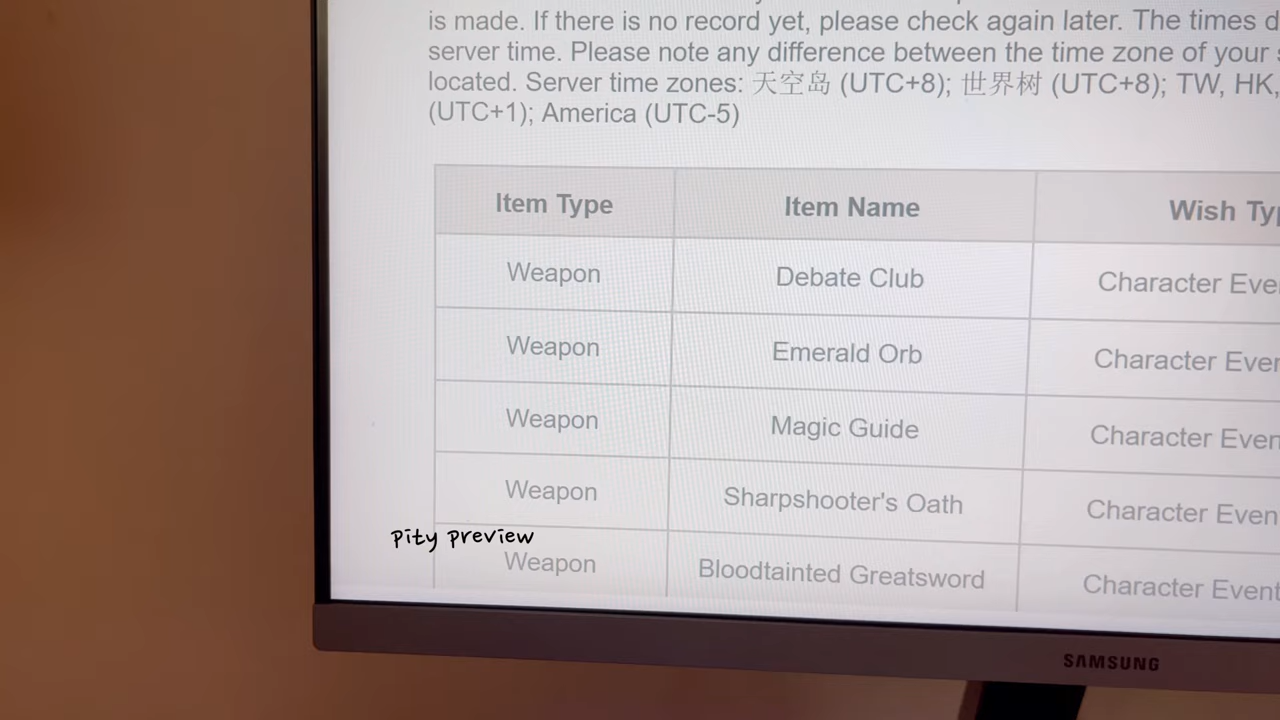 is made. If there is no record yet, please check again later. The times d
server time. Please note any difference between the time zone of your
located. Server time zones: 天空岛 (UTC+8); 世界树 (UTC+8); TW, HK,
(UTC+1); America (UTC-5)
Item Type Item Name Wish Typ
Weapon Debate Club Character Eve
Weapon Emerald Orb Character Even
Weapon Magic Guide Character Even
Weapon Sharpshooter's Oath Character Even
pity preview
Weapon Bloodtainted Greatsword Character Event
SAMSUNG